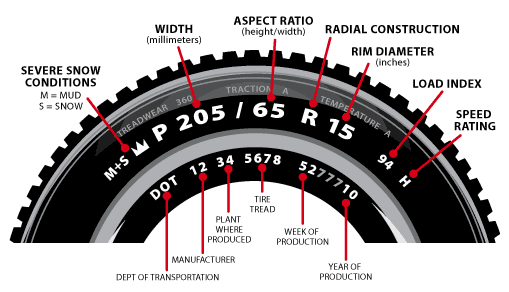 ASPECT RATIO
(height/width)
WIDTH
(millimeters)
RADIAL CONSTRUCTION
RIM DIAMETER
(inches)
SEVERE SNOW
CONDITIONS
M = MUD
S = SNOW
LOAD INDEX
SPEED
RATING
TREADWEAR 360
TRACTION A
TEMPERATURE A
M+S P 205 / 65 R 15 94 H
DOT 12 34 5678 5277710
TIRE
TREAD
PLANT
WHERE
PRODUCED
WEEK OF
PRODUCTION
MANUFACTURER
YEAR OF
PRODUCTION
DEPT OF TRANSPORTATION